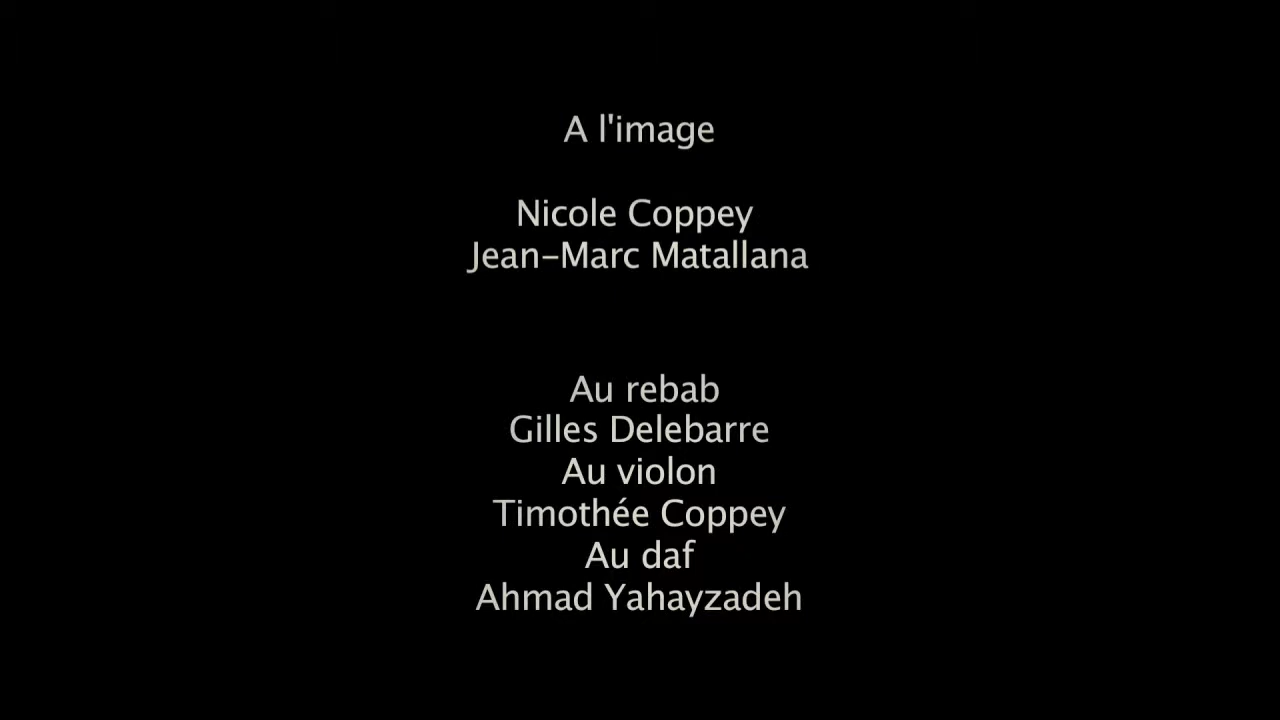 A l'image
Nicole Coppey
Jean-Marc Matallana
Au rebab
Gilles Delebarre
Au violon
Timothée Coppey
Au daf
Ahmad Yahayzadeh